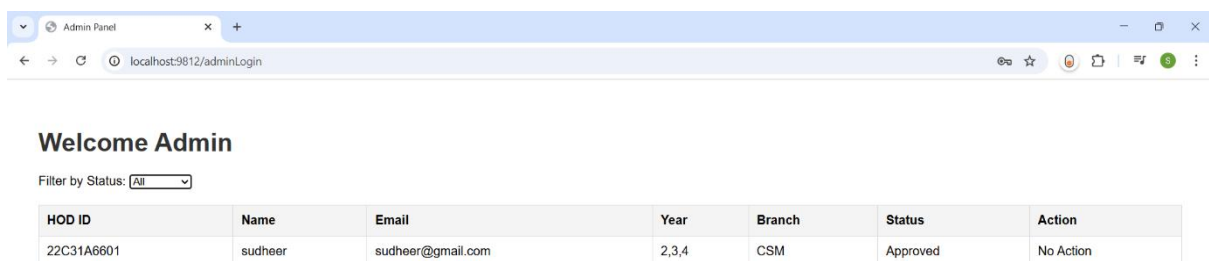 Admin Panel
localhost:9812/adminLogin
S
Welcome Admin
Filter by Status: All
HOD ID Name Email Year Branch Status Action
22C31A6601 sudheer sudheer@gmail.com 2,3,4 CSM Approved No Action